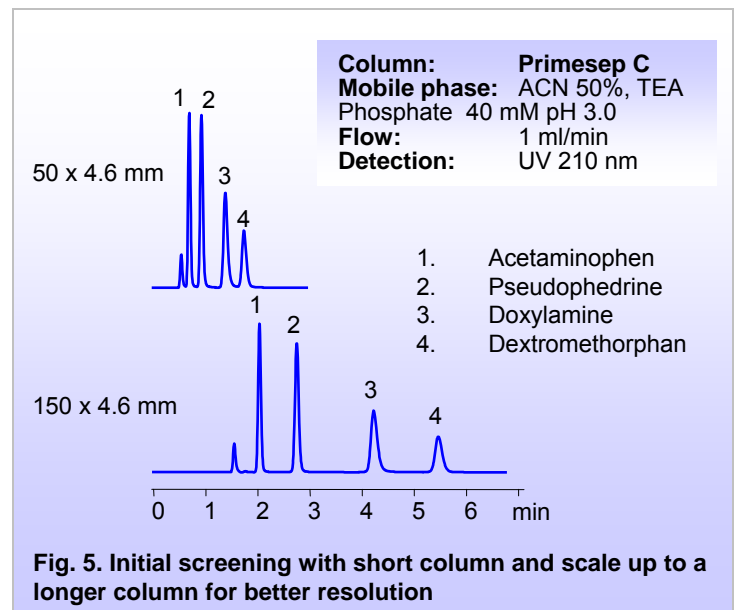 Column: Primesep C
Mobile phase: ACN 50%, TEA
Phosphate 40 mM pH 3.0
Flow: 1 ml/min
Detection: UV 210 nm
1 2
50 x 4.6 mm
3
4
1. Acetaminophen
2. Pseudophedrine
3. Doxylamine
4. Dextromethorphan
1
2
150 x 4.6 mm
3
4
0 1 2 3 4 5 6 min
Fig. 5. Initial screening with short column and scale up to a
longer column for better resolution